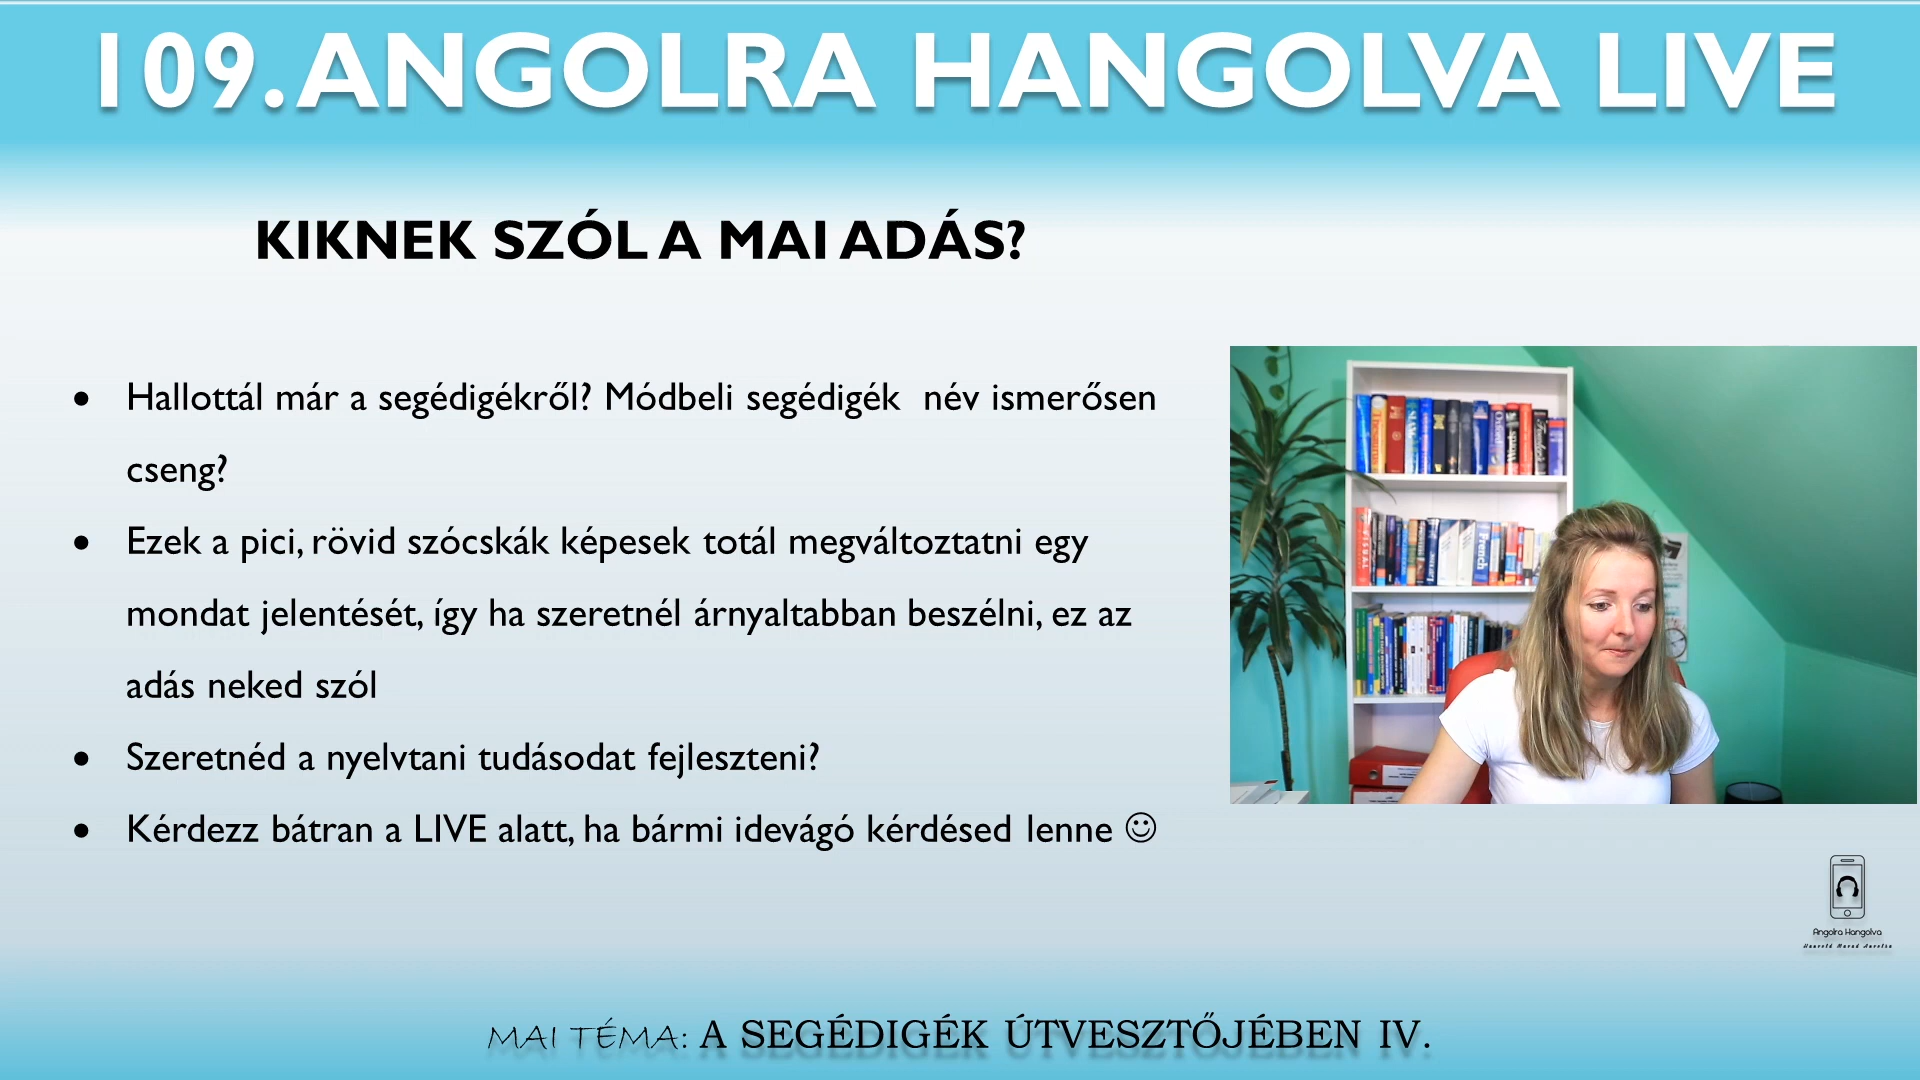 109. ANGOLRA HANGOLVA LIVE
KIKNEK SZÓL A MAI ADÁS?
• Hallottál már a segédigékről? Módbeli segédigék név ismerősen
cseng?
• Ezek a pici, rövid szócskák képesek totál megváltoztatni egy
mondat jelentését, így ha szeretnél árnyaltabban beszélni, ez az
adás neked szól
• Szeretnéd a nyelvtani tudásodat fejleszteni?
• Kérdezz bátran a LIVE alatt, ha bármi idevágó kérdésed lenne ☺
French
Angolra Hangolva
MAI TÉMA: A SEGÉDIGÉK ÚTVESZTŐJÉBEN IV.